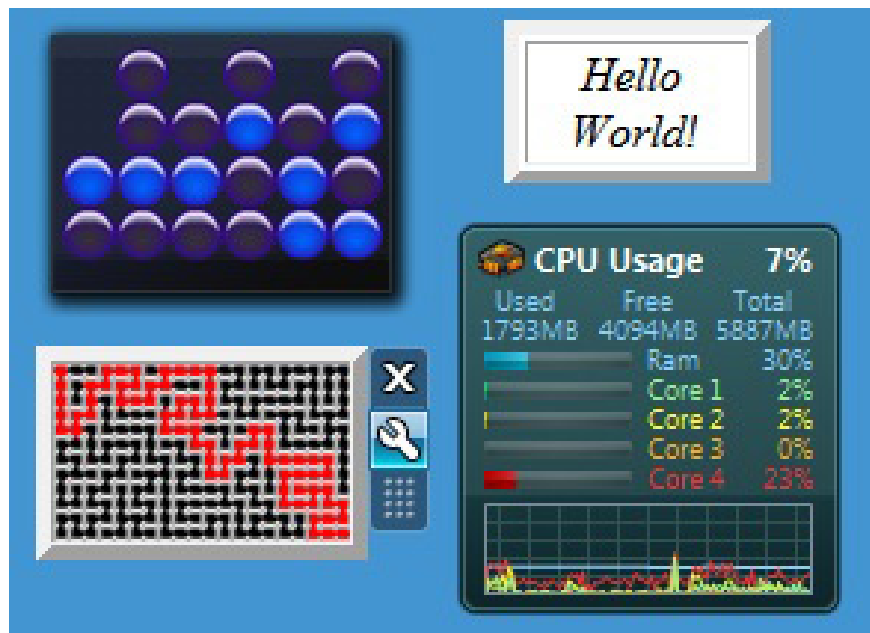 Hello
World!
CPU Usage 7%
Used Free Total
1793MB 4094MB 5887MB
Ram 30%
Core 1 2%
Core 2 2%
Core 3 0%
Core 4 23%